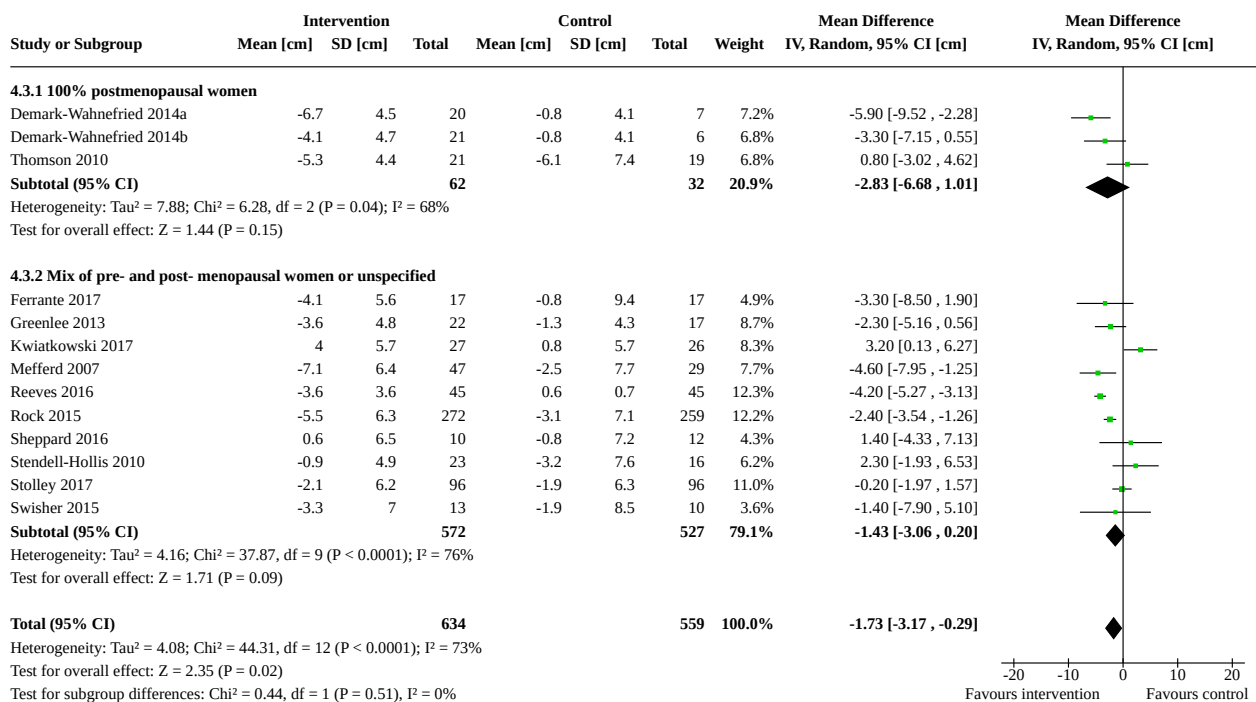 Intervention Control Mean Difference Mean Difference
Study or Subgroup Mean [cm] SD [cm] Total Mean [cm] SD [cm] Total Weight IV, Random, 95% CI [cm] IV, Random, 95% CI [cm]
4.3.1 100% postmenopausal women
Demark-Wahnefried 2014a -6.7 4.5 20 -0.8 4.1 7 7.2% -5.90 [-9.52 , -2.28]
Demark-Wahnefried 2014b -4.1 4.7 21 -0.8 4.1 6 6.8% -3.30 [-7.15 , 0.55]
Thomson 2010 -5.3 4.4 21 -6.1 7.4 19 6.8% 0.80 [-3.02 , 4.62]
Subtotal (95% CI) 62 32 20.9% -2.83 [-6.68 , 1.01]
Heterogeneity: Tau² = 7.88; Chi² = 6.28, df = 2 (P = 0.04); I² = 68%
Test for overall effect: Z = 1.44 (P = 0.15)
4.3.2 Mix of pre- and post- menopausal women or unspecified
Ferrante 2017 -4.1 5.6 17 -0.8 9.4 17 4.9% -3.30 [-8.50 , 1.90]
Greenlee 2013 -3.6 4.8 22 -1.3 4.3 17 8.7% -2.30 [-5.16 , 0.56]
Kwiatkowski 2017 4 5.7 27 0.8 5.7 26 8.3% 3.20 [0.13 , 6.27]
Mefferd 2007 -7.1 6.4 47 -2.5 7.7 29 7.7% -4.60 [-7.95 , -1.25]
Reeves 2016 -3.6 3.6 45 0.6 0.7 45 12.3% -4.20 [-5.27 , -3.13]
Rock 2015 -5.5 6.3 272 -3.1 7.1 259 12.2% -2.40 [-3.54 , -1.26]
Sheppard 2016 0.6 6.5 10 -0.8 7.2 12 4.3% 1.40 [-4.33 , 7.13]
Stendell-Hollis 2010 -0.9 4.9 23 -3.2 7.6 16 6.2% 2.30 [-1.93 , 6.53]
Stolley 2017 -2.1 6.2 96 -1.9 6.3 96 11.0% -0.20 [-1.97 , 1.57]
Swisher 2015 -3.3 7 13 -1.9 8.5 10 3.6% -1.40 [-7.90 , 5.10]
Subtotal (95% CI) 572 527 79.1% -1.43 [-3.06 , 0.20]
Heterogeneity: Tau² = 4.16; Chi² = 37.87, df = 9 (P < 0.0001); I² = 76%
Test for overall effect: Z = 1.71 (P = 0.09)
Total (95% CI) 634 559 100.0% -1.73 [-3.17 , -0.29]
Heterogeneity: Tau² = 4.08; Chi² = 44.31, df = 12 (P < 0.0001); I² = 73%
Test for overall effect: Z = 2.35 (P = 0.02) -20 -10 0 10 20
Test for subgroup differences: Chi² = 0.44, df = 1 (P = 0.51), I² = 0% Favours intervention Favours control